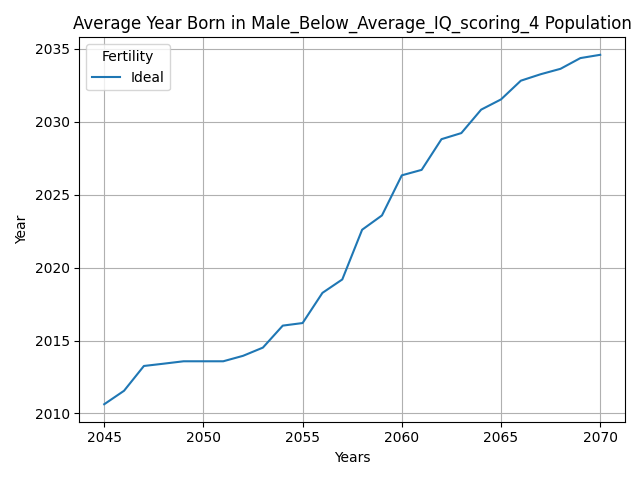 Average Year Born in Male_Below_Average_IQ_scoring_4 Population
Fertility
Ideal
Year
2035
2030
2025
2020
2015
2010
2045 2050 2055 2060 2065 2070
Years